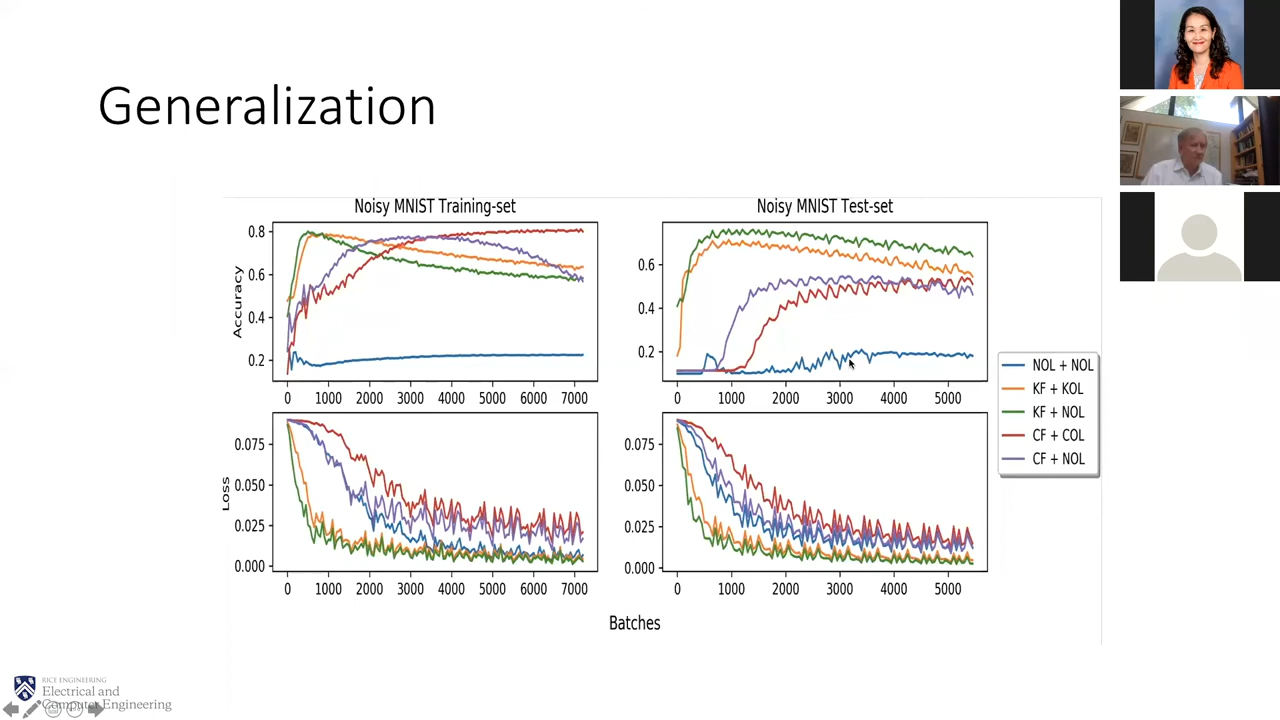 Generalization
Noisy MNIST Training-set
Noisy MNIST Test-set
Accuracy
0.8
0.6
0.4
0.2
0 1000 2000 3000 4000 5000 6000 7000
0.6
0.4
0.2
0 1000 2000 3000 4000 5000
NOL + NOL
KF + KOL
KF + NOL
CF + COL
CF + NOL
Loss
0.075
0.050
0.025
0.000
0 1000 2000 3000 4000 5000 6000 7000
0.075
0.050
0.025
0.000
0 1000 2000 3000 4000 5000
Batches
RICE ENGINEERING
Electrical and
Computer Engineering